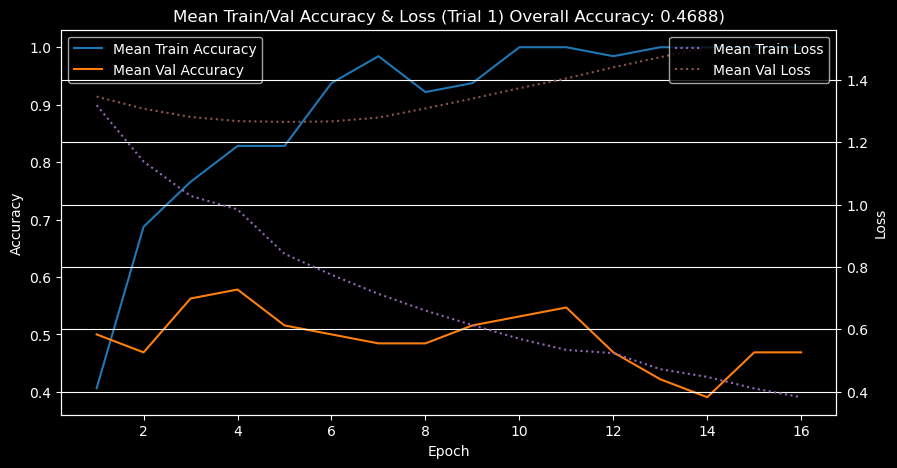 Mean Train/Val Accuracy & Loss (Trial 1) Overall Accuracy: 0.4688)
Mean Train Accuracy
Mean Val Accuracy
Mean Train Loss
Mean Val Loss
Accuracy
1.0
0.9
0.8
0.7
0.6
0.5
0.4
Loss
1.4
1.2
1.0
0.8
0.6
0.4
2 4 6 8 10 12 14 16
Epoch